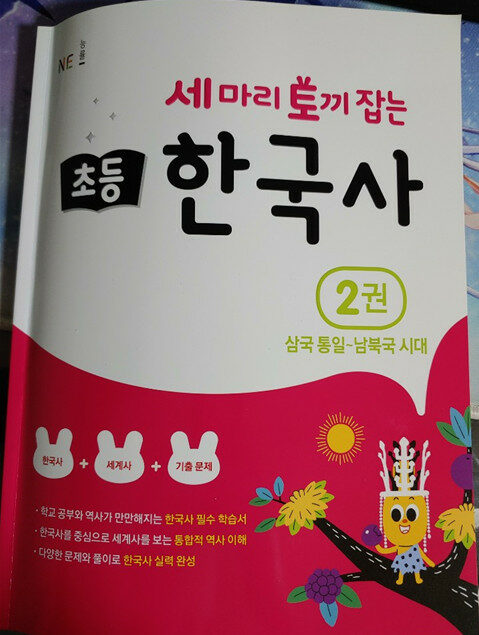 NE 능률
세 마리 토끼 잡는
초등 한국사
2권
삼국 통일~남북국 시대
한국사 + 세계사 + 기출 문제
· 학교 공부와 역사가 만만해지는 한국사 필수 학습서
· 한국사를 중심으로 세계사를 보는 통합적 역사 이해
· 다양한 문제와 풀이로 한국사 실력 완성